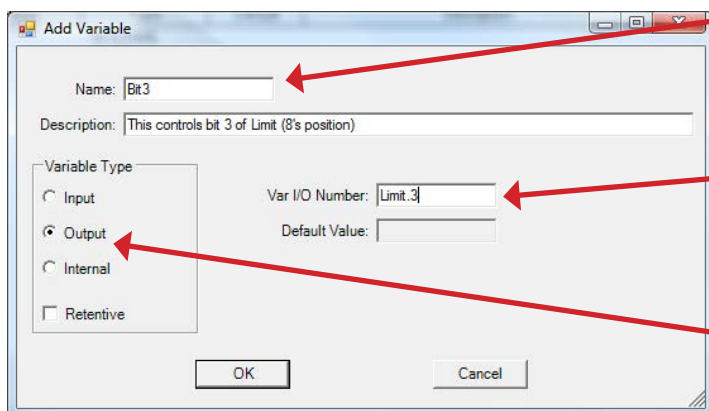 Add Variable
Name: Bit3
Description: This controls bit 3 of Limit (8's position)
Variable Type
Input
Output
Internal
Retentive
Var I/O Number: Limit.3
Default Value:
OK
Cancel